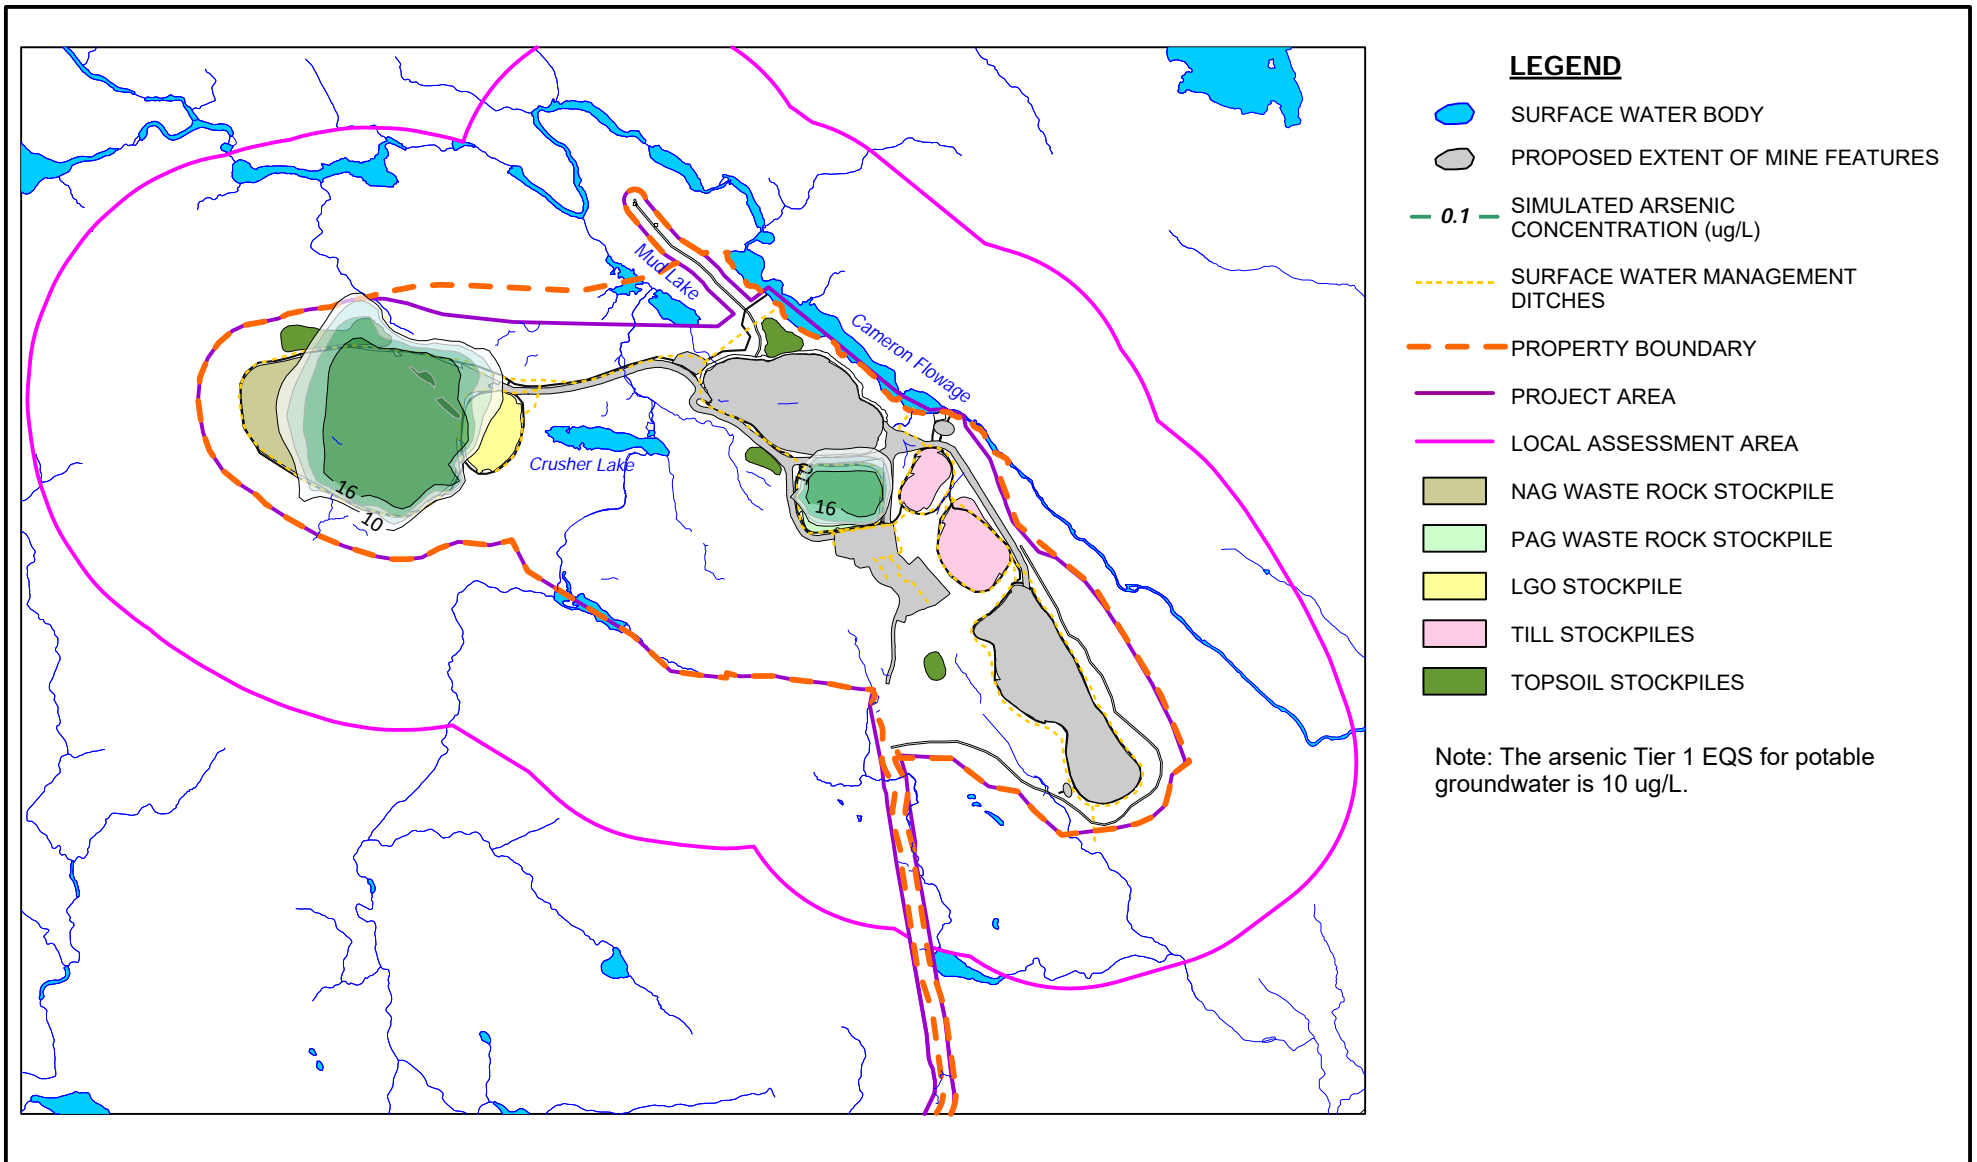 LEGEND
SURFACE WATER BODY
PROPOSED EXTENT OF MINE FEATURES
0.1
SIMULATED ARSENIC
CONCENTRATION (ug/L)
SURFACE WATER MANAGEMENT
DITCHES
PROPERTY BOUNDARY
PROJECT AREA
LOCAL ASSESSMENT AREA
NAG WASTE ROCK STOCKPILE
PAG WASTE ROCK STOCKPILE
LGO STOCKPILE
TILL STOCKPILES
TOPSOIL STOCKPILES
Note: The arsenic Tier 1 EQS for potable
groundwater is 10 ug/L.
Mud Lake
Cameron Flowage
Crusher Lake
16
10
16